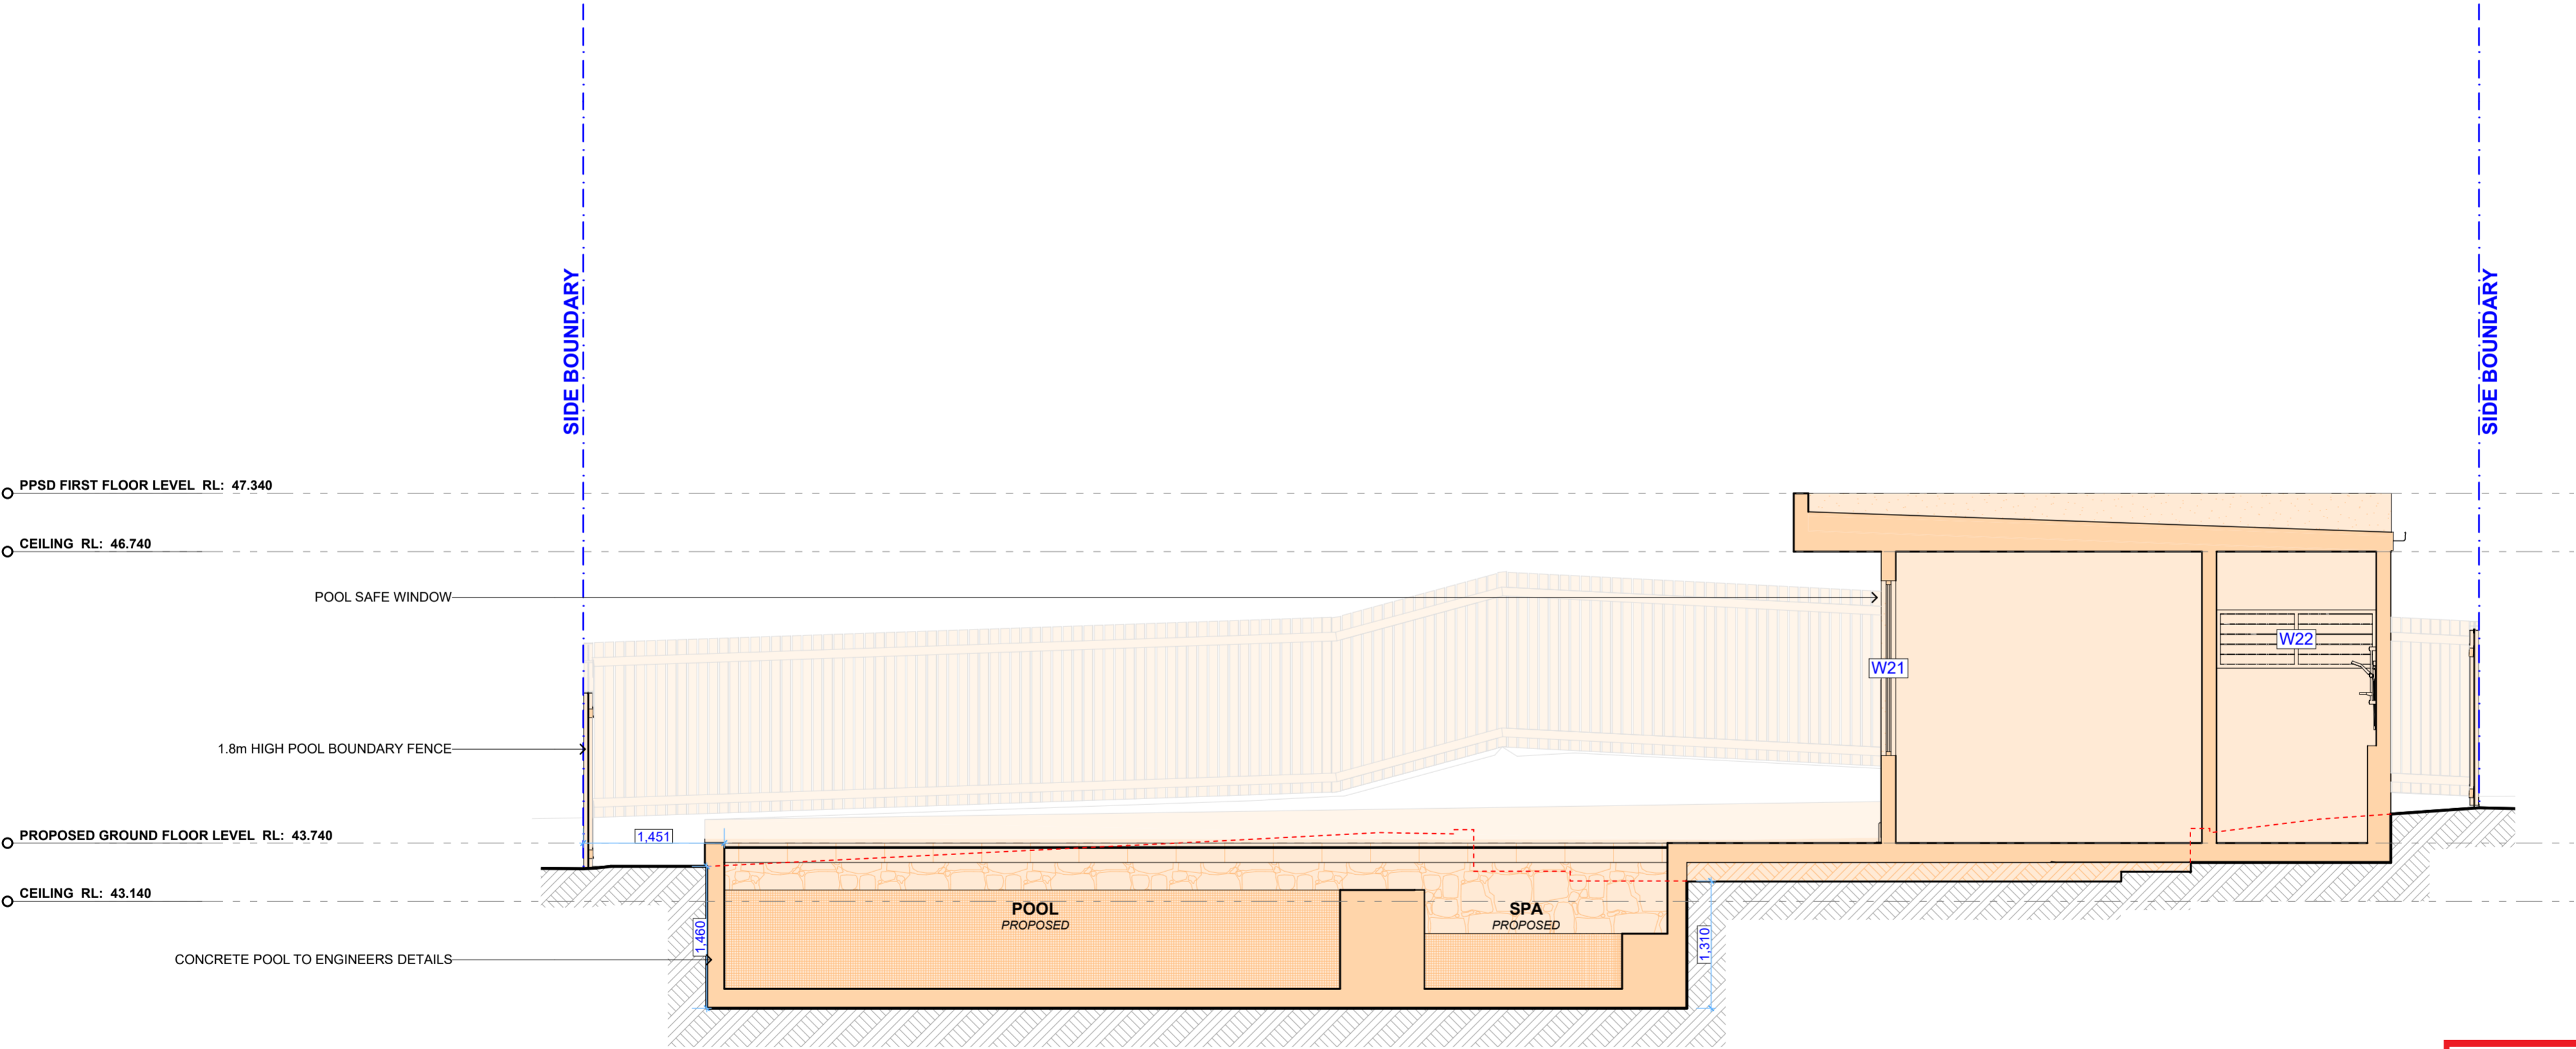 SIDE BOUNDARY
SIDE BOUNDARY
PPSD FIRST FLOOR LEVEL RL: 47.340
CEILING RL: 46.740
POOL SAFE WINDOW
W22
W21
1.8m HIGH POOL BOUNDARY FENCE
PROPOSED GROUND FLOOR LEVEL RL: 43.740
1,451
CEILING RL: 43.140
POOL
PROPOSED
SPA
PROPOSED
1,460
1,310
CONCRETE POOL TO ENGINEERS DETAILS